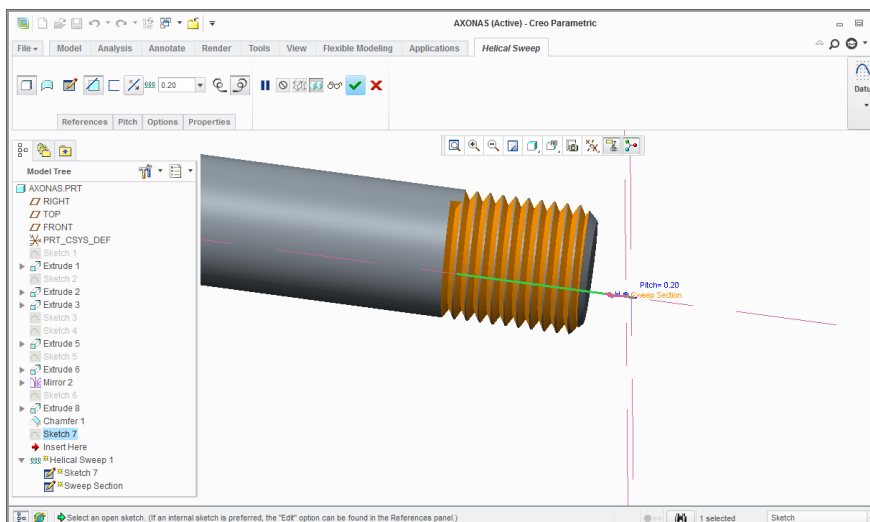 AXONAS (Active) - Creo Parametric
File Model Analysis Annotate Render Tools View Flexible Modeling Applications Helical Sweep
0.20
Datu
References Pitch Options Properties
Model Tree
AXONAS.PRT
RIGHT
TOP
FRONT
PRT_CSYS_DEF
Sketch 1
Extrude 1
Sketch 2
Extrude 2
Extrude 3
Sketch 3
Sketch 4
Extrude 5
Sketch 5
Extrude 6
Mirror 2
Sketch 6
Extrude 8
Chamfer 1
Sketch 7
Insert Here
Helical Sweep 1
Sketch 7
Sweep Section
Pitch= 0.20
Sweep Section
Select an open sketch. (If an internal sketch is preferred, the "Edit" option can be found in the References panel.)
1 selected
Sketch